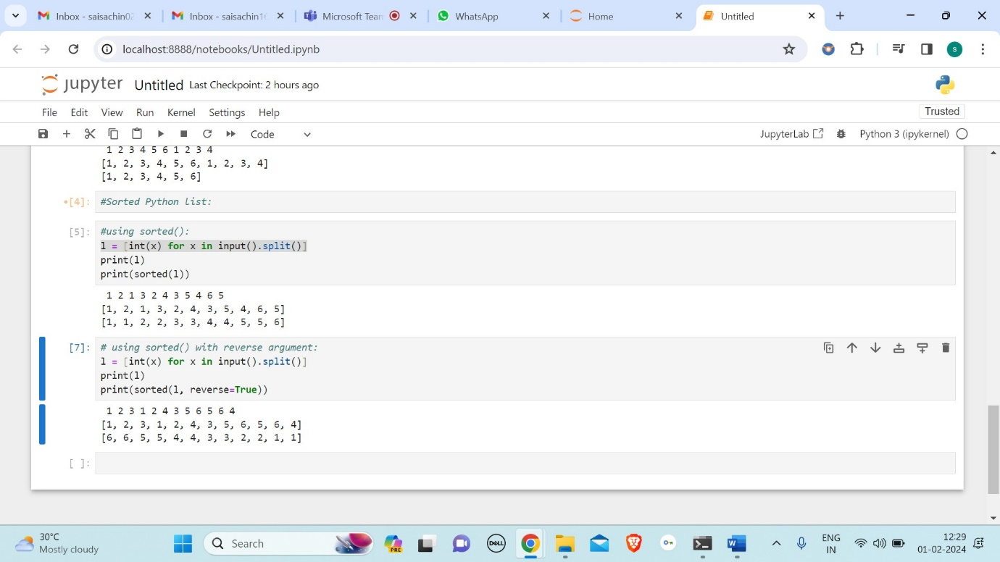 Inbox - saisachin02
Inbox - saisachin16
Microsoft Team
WhatsApp
Home
Untitled
localhost:8888/notebooks/Untitled.ipynb
s
jupyter Untitled Last Checkpoint: 2 hours ago
File Edit View Run Kernel Settings Help
Trusted
Code
JupyterLab
Python 3 (ipykernel)
1 2 3 4 5 6 1 2 3 4
[1, 2, 3, 4, 5, 6, 1, 2, 3, 4]
[1, 2, 3, 4, 5, 6]
•[4]: #Sorted Python list:
[5]: #using sorted():
l = [int(x) for x in input().split()]
print(l)
print(sorted(l))
1 2 1 3 2 4 3 5 4 6 5
[1, 2, 1, 3, 2, 4, 3, 5, 4, 6, 5]
[1, 1, 2, 2, 3, 3, 4, 4, 5, 5, 6]
[7]: # using sorted() with reverse argument:
l = [int(x) for x in input().split()]
print(l)
print(sorted(l, reverse=True))
1 2 3 1 2 4 3 5 6 5 6 4
[1, 2, 3, 1, 2, 4, 3, 5, 6, 5, 6, 4]
[6, 6, 5, 5, 4, 4, 3, 3, 2, 2, 1, 1]
[ ]:
30°C
Mostly cloudy
Search
PRE
DELL
ENG
IN
12:29
01-02-2024